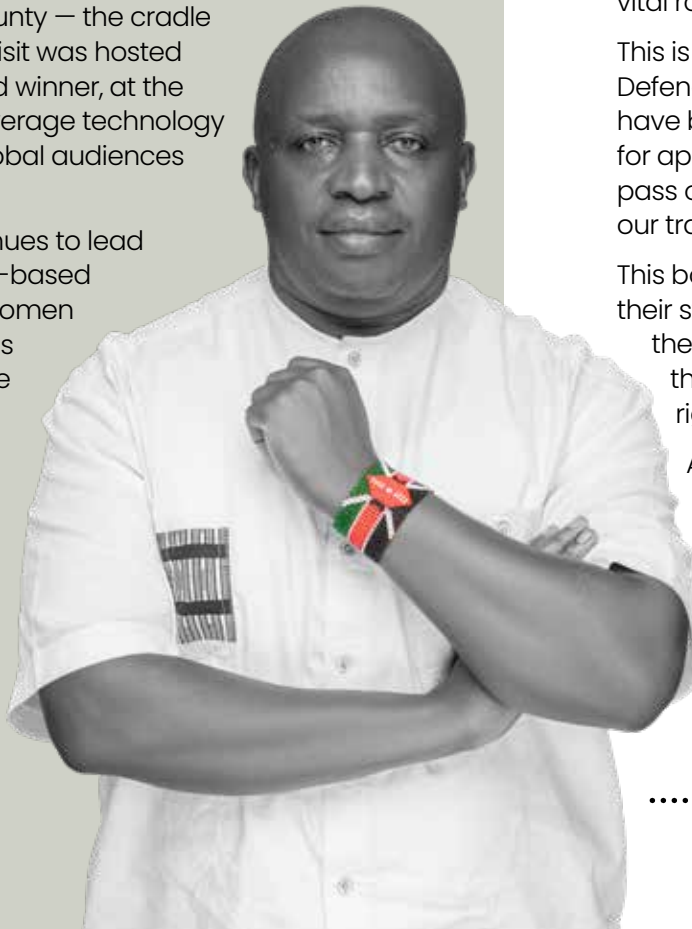 unty — the cradle
isit was hosted
d winner, at the
erage technology
obal audiences
nues to lead
-based
omen
s
e
vital ro
This is
Defen
have b
for ap
pass o
our tra
This be
their s
the
th
ri
A
....